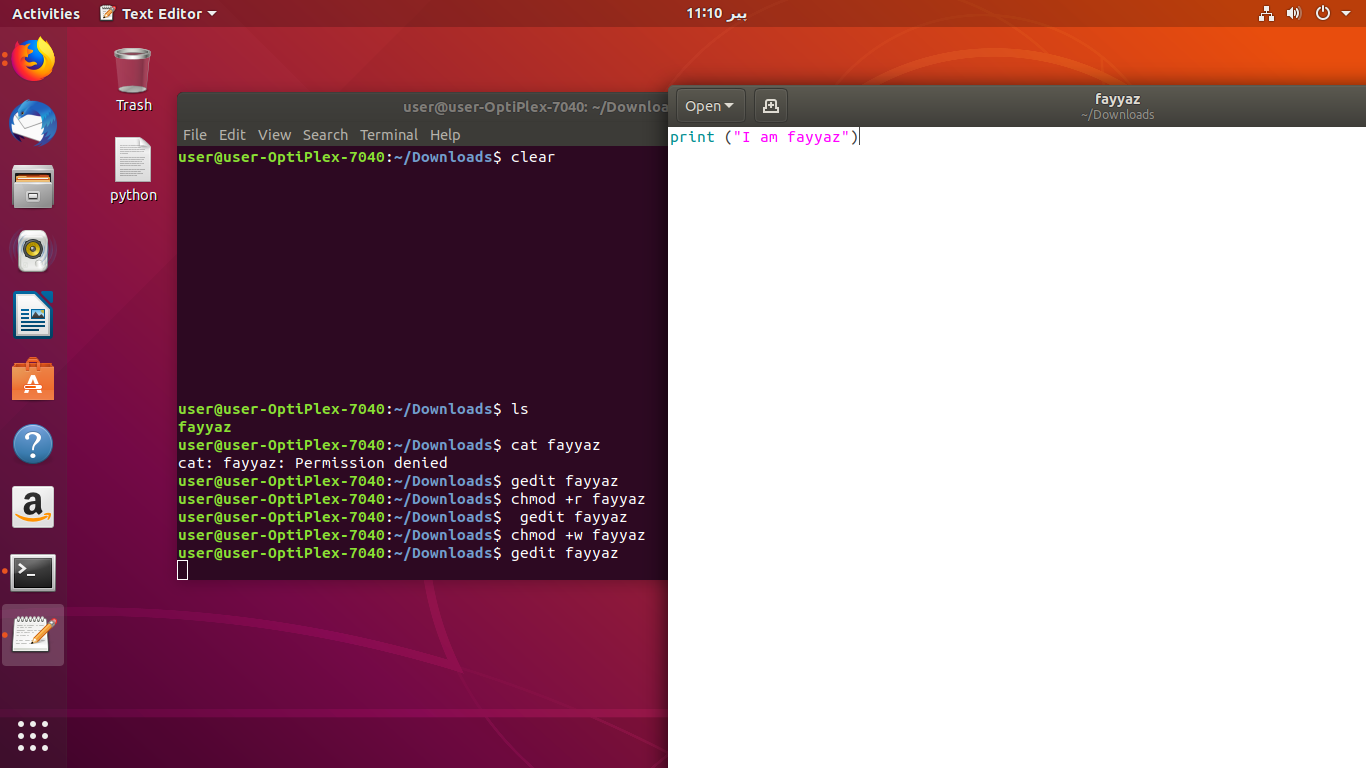 Activities
Text Editor
پیر 11:10
Trash
python
user@user-OptiPlex-7040: ~/Downloa
File Edit View Search Terminal Help
user@user-OptiPlex-7040:~/Downloads$ clear
user@user-OptiPlex-7040:~/Downloads$ ls
fayyaz
user@user-OptiPlex-7040:~/Downloads$ cat fayyaz
cat: fayyaz: Permission denied
user@user-OptiPlex-7040:~/Downloads$ gedit fayyaz
user@user-OptiPlex-7040:~/Downloads$ chmod +r fayyaz
user@user-OptiPlex-7040:~/Downloads$  gedit fayyaz
user@user-OptiPlex-7040:~/Downloads$ chmod +w fayyaz
user@user-OptiPlex-7040:~/Downloads$ gedit fayyaz
Open
fayyaz
~/Downloads
print ("I am fayyaz")